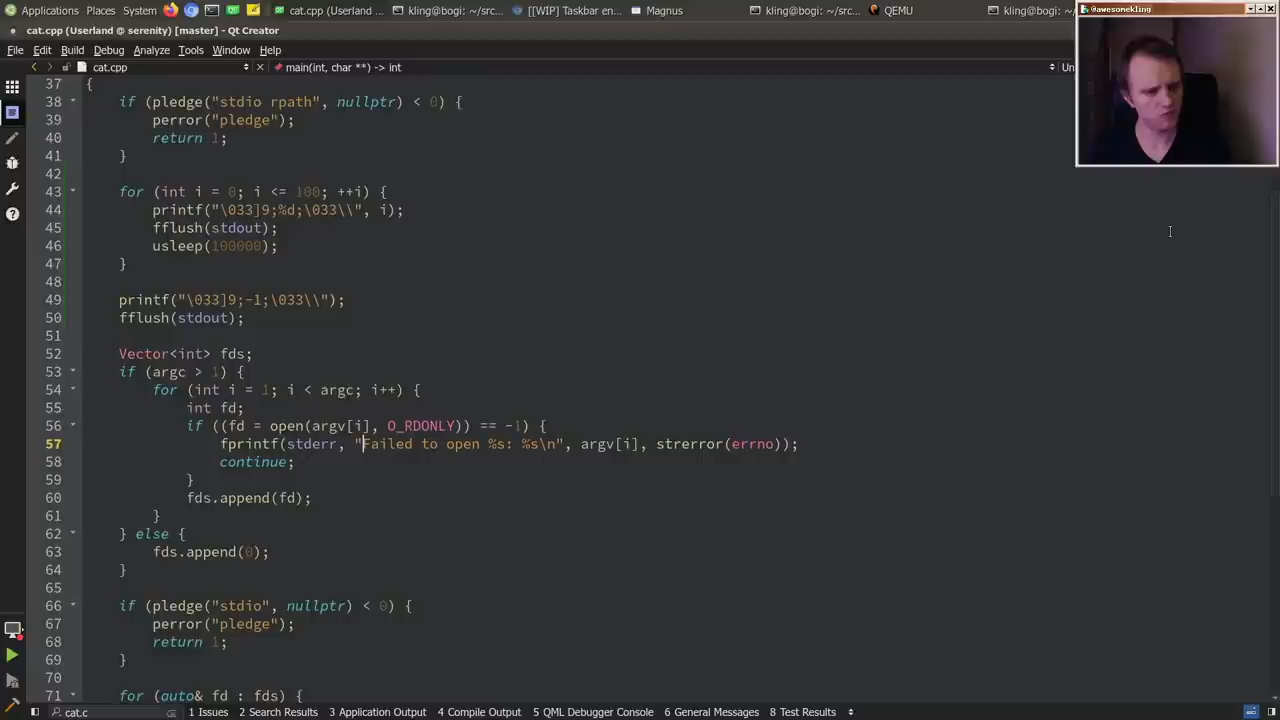 Applications Places System cat.cpp (Userland ... kling@bogi: ~/src... [[WIP] Taskbar en... Magnus kling@bogi: ~/src... QEMU kling@bogi: ~/s
@awesomekling
cat.cpp (Userland @ serenity) [master] - Qt Creator
File Edit Build Debug Analyze Tools Window Help
cat.cpp main(int, char **) -> int Un
37 {
38 if (pledge("stdio rpath", nullptr) < 0) {
39 perror("pledge");
40 return 1;
41 }
42
43 for (int i = 0; i <= 100; ++i) {
44 printf("\033]9;%d;\033\\", i);
45 fflush(stdout);
46 usleep(100000);
47 }
48
49 printf("\033]9;-1;\033\\");
50 fflush(stdout);
51
52 Vector<int> fds;
53 if (argc > 1) {
54 for (int i = 1; i < argc; i++) {
55 int fd;
56 if ((fd = open(argv[i], O_RDONLY)) == -1) {
57 fprintf(stderr, "Failed to open %s: %s\n", argv[i], strerror(errno));
58 continue;
59 }
60 fds.append(fd);
61 }
62 } else {
63 fds.append(0);
64 }
65
66 if (pledge("stdio", nullptr) < 0) {
67 perror("pledge");
68 return 1;
69 }
70
71 for (auto& fd : fds) {
cat.c 1 Issues 2 Search Results 3 Application Output 4 Compile Output 5 QML Debugger Console 6 General Messages 8 Test Results